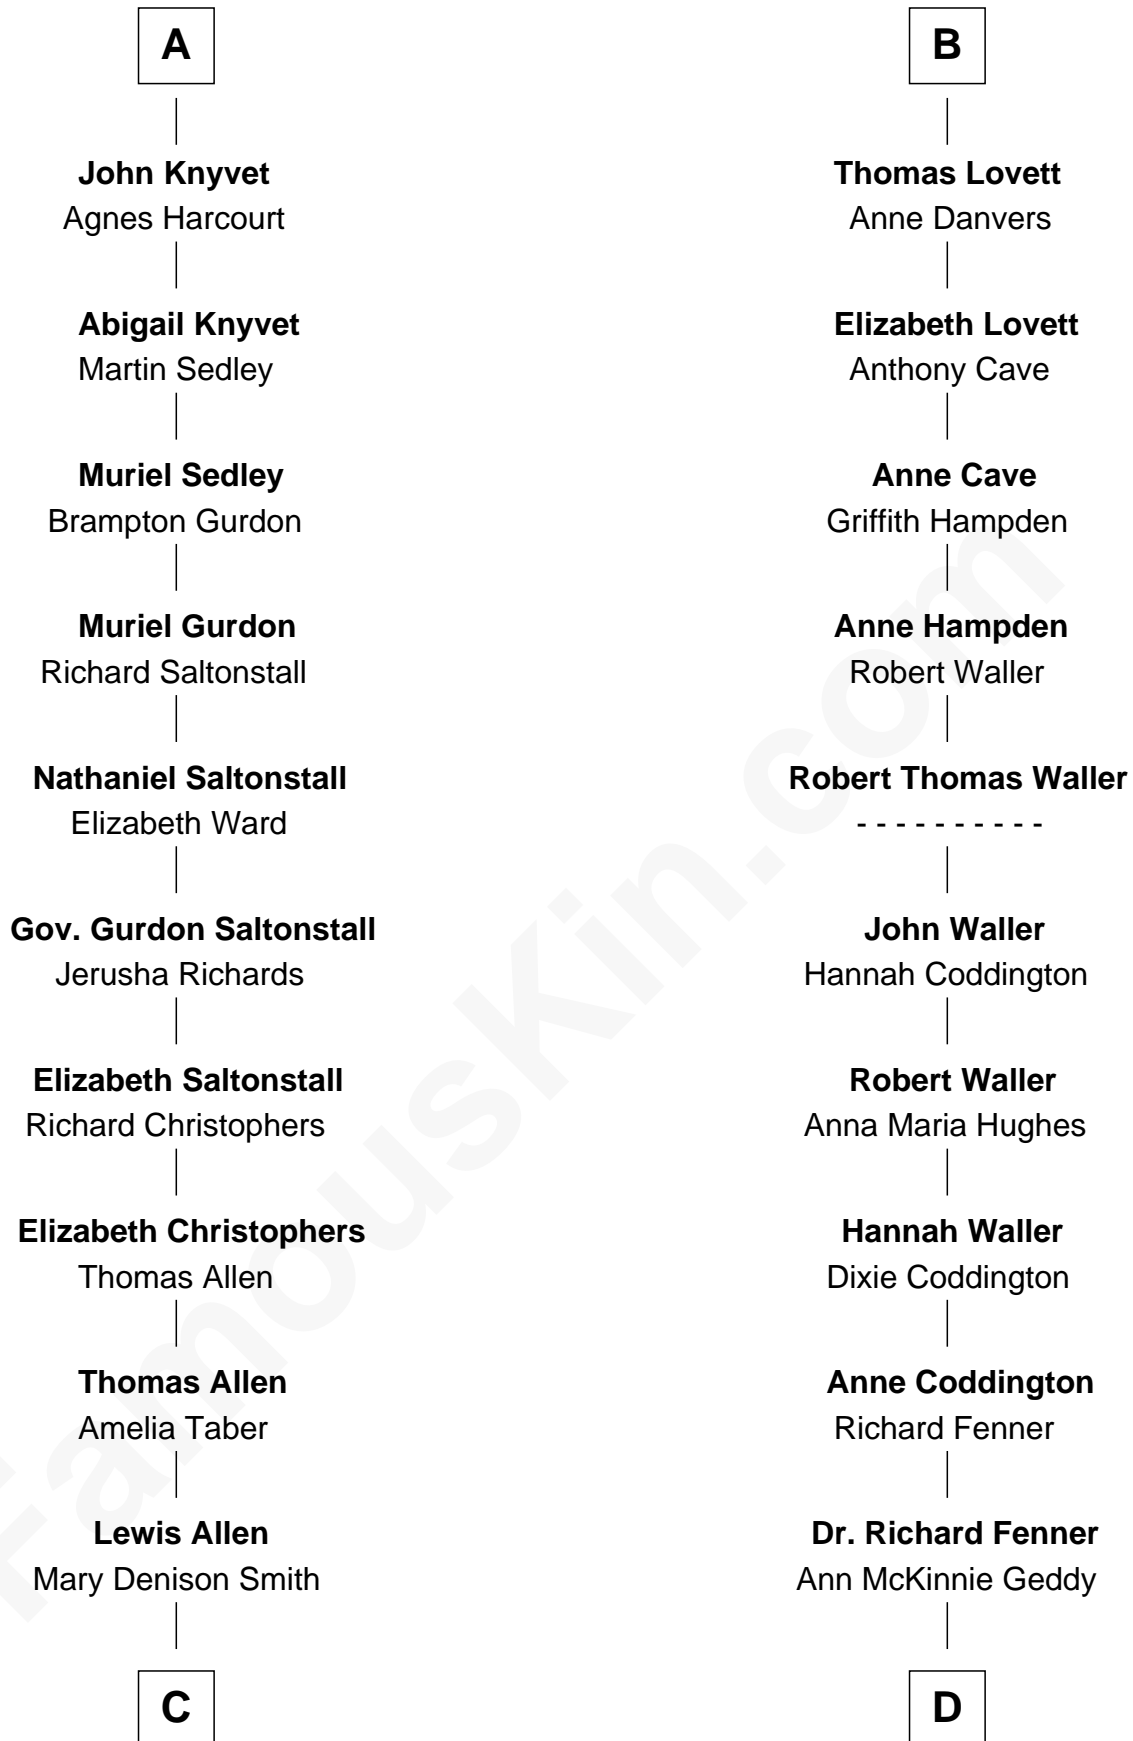 A
John Knyvet
Agnes Harcourt
Abigail Knyvet
Martin Sedley
Muriel Sedley
Brampton Gurdon
Muriel Gurdon
Richard Saltonstall
Nathaniel Saltonstall
Elizabeth Ward
Gov. Gurdon Saltonstall
Jerusha Richards
Elizabeth Saltonstall
Richard Christophers
Elizabeth Christophers
Thomas Allen
Thomas Allen
Amelia Taber
Lewis Allen
Mary Denison Smith
C
B
Thomas Lovett
Anne Danvers
Elizabeth Lovett
Anthony Cave
Anne Cave
Griffith Hampden
Anne Hampden
Robert Waller
Robert Thomas Waller
- - - - - - - - - -
John Waller
Hannah Coddington
Robert Waller
Anna Maria Hughes
Hannah Waller
Dixie Coddington
Anne Coddington
Richard Fenner
Dr. Richard Fenner
Ann McKinnie Geddy
D
FamousKin.com